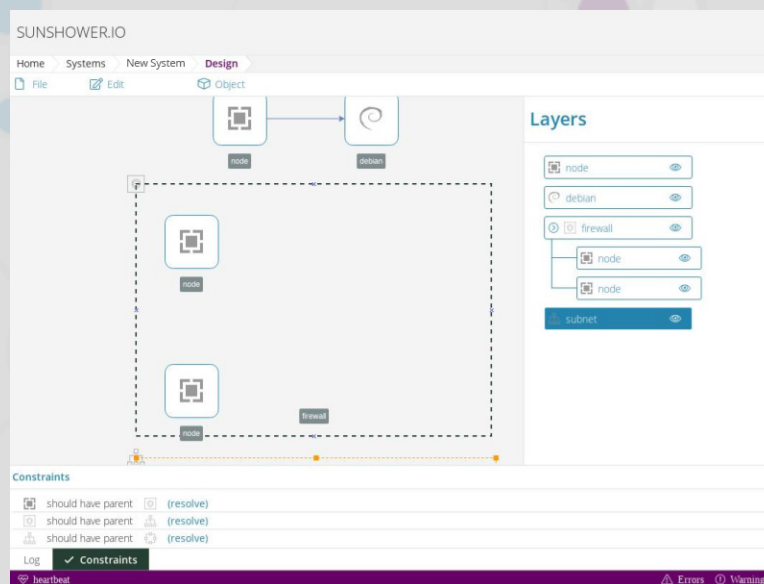 SUNSHOWER.IO
Home Systems New System Design
File Edit Object
node debian
Layers
node
debian
firewall
node
node
subnet
node
firewall
node
Constraints
should have parent (resolve)
should have parent (resolve)
should have parent (resolve)
Log Constraints
heartbeat Errors Warning